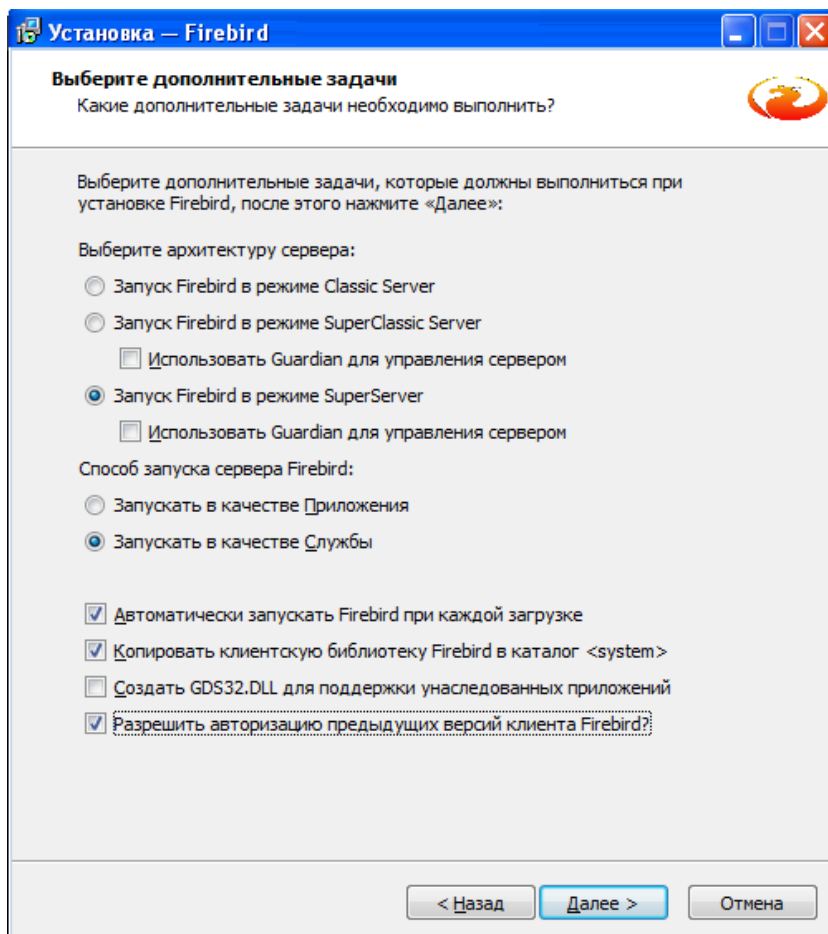 Установка — Firebird
Выберите дополнительные задачи
Какие дополнительные задачи необходимо выполнить?
Выберите дополнительные задачи, которые должны выполниться при
установке Firebird, после этого нажмите «Далее»:
Выберите архитектуру сервера:
Запуск Firebird в режиме Classic Server
Запуск Firebird в режиме SuperClassic Server
Использовать Guardian для управления сервером
Запуск Firebird в режиме SuperServer
Использовать Guardian для управления сервером
Способ запуска сервера Firebird:
Запускать в качестве Приложения
Запускать в качестве Службы
Автоматически запускать Firebird при каждой загрузке
Копировать клиентскую библиотеку Firebird в каталог <system>
Создать GDS32.DLL для поддержки унаследованных приложений
Разрешить авторизацию предыдущих версий клиента Firebird?
< Назад Далее > Отмена